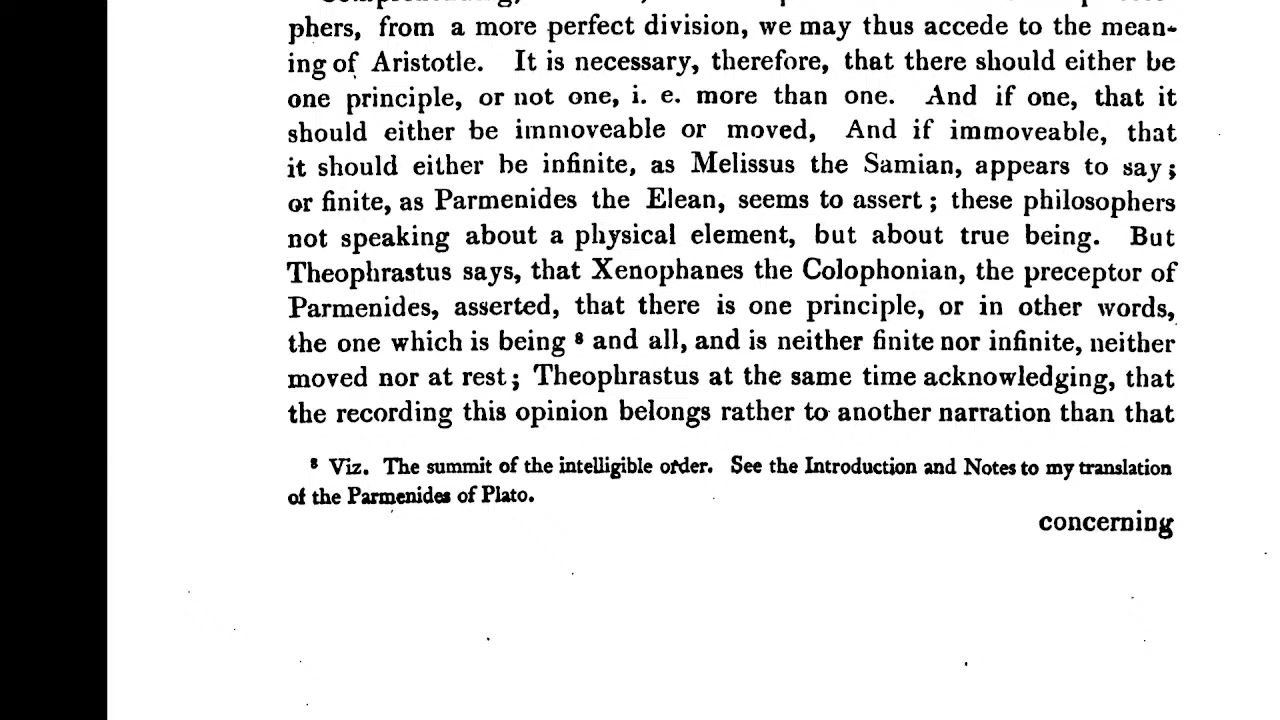 phers, from a more perfect division, we may thus accede to the mean-
ing of Aristotle. It is necessary, therefore, that there should either be
one principle, or not one, i. e. more than one. And if one, that it
should either be immoveable or moved, And if immoveable, that
it should either be infinite, as Melissus the Samian, appears to say;
or finite, as Parmenides the Elean, seems to assert; these philosophers
not speaking about a physical element, but about true being. But
Theophrastus says, that Xenophanes the Colophonian, the preceptor of
Parmenides, asserted, that there is one principle, or in other words,
the one which is being 8 and all, and is neither finite nor infinite, neither
moved nor at rest; Theophrastus at the same time acknowledging, that
the recording this opinion belongs rather to another narration than that
8 Viz. The summit of the intelligible order. See the Introduction and Notes to my translation
of the Parmenides of Plato.
concerning